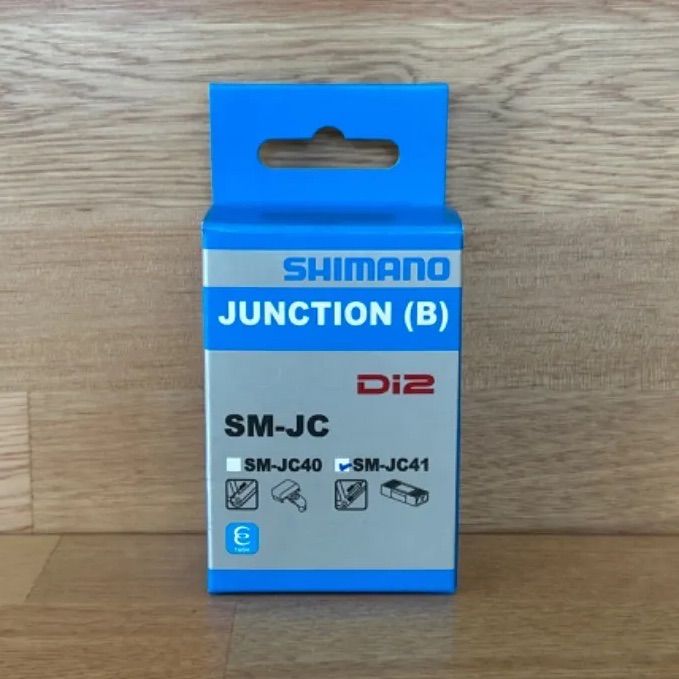 SHIMANO
JUNCTION (B)
Di2
SM-JC
SM-JC40 SM-JC41